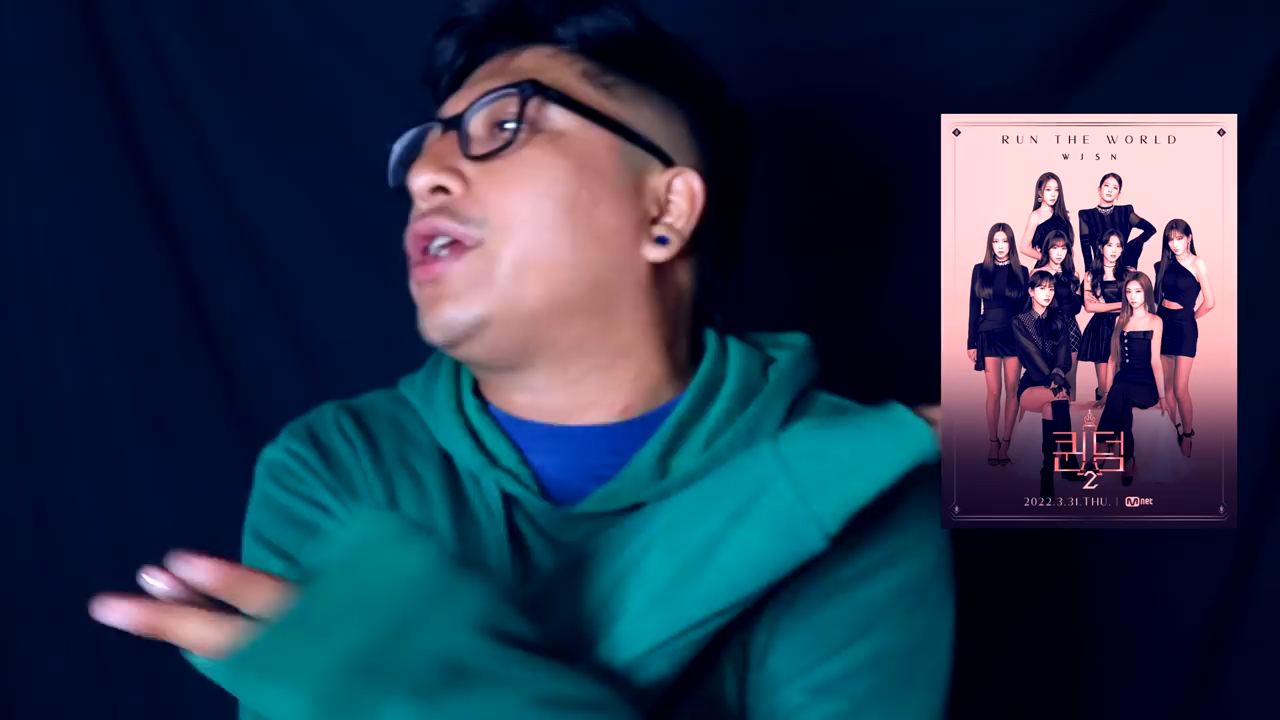 RUN THE WORLD
WJSN
퀸덤
2
2022.3.31.THU. | Mnet